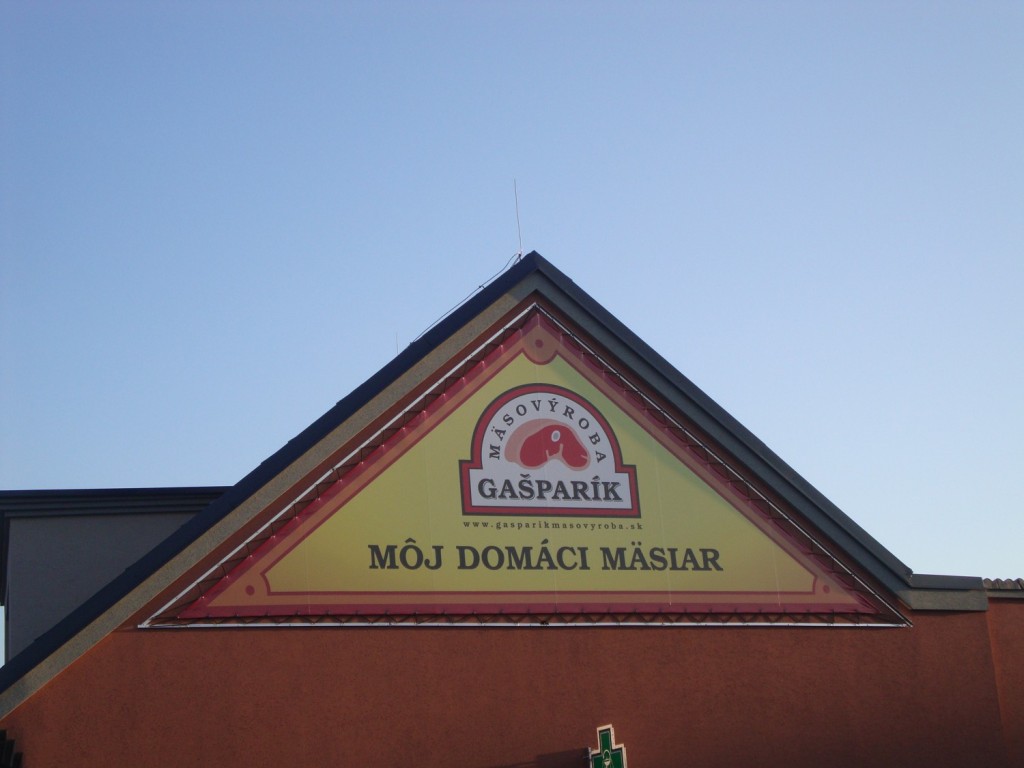 MÄSOVÝROBA
GAŠPARÍK
www.gasparikmasovyroba.sk
MÔJ DOMÁCI MÄSIAR